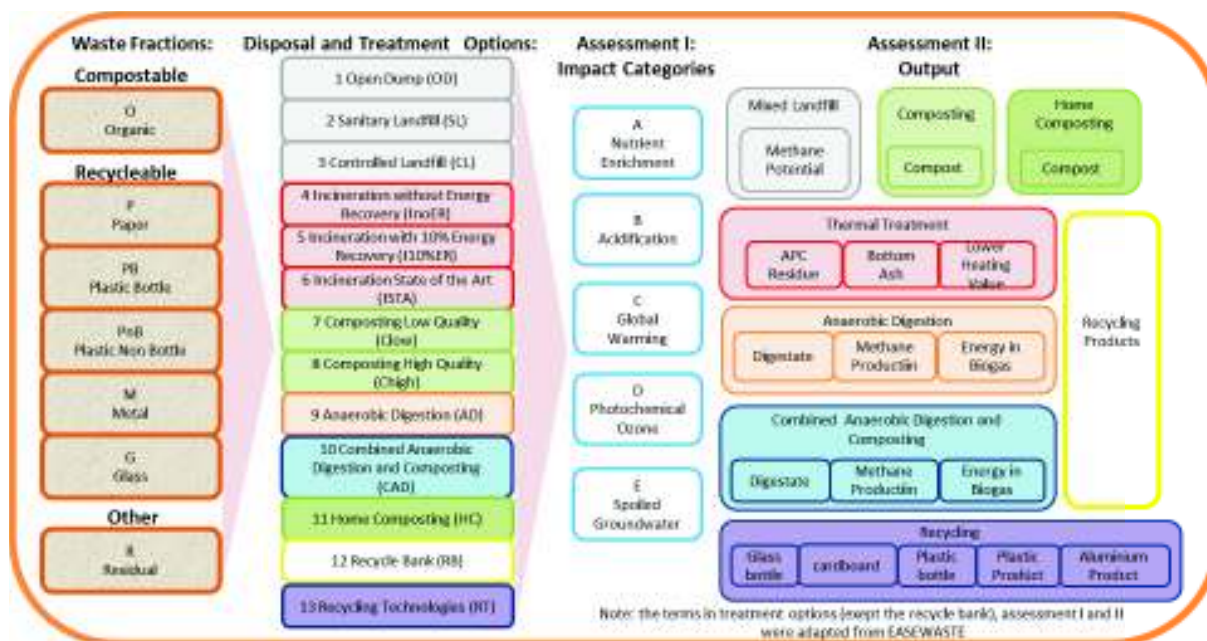 Waste Fractions:
Compostable
O
Organic
Recycleable
P
Paper
PB
Plastic Bottle
PnB
Plastic Non Bottle
M
Metal
G
Glass
Other
R
Residual
Disposal and Treatment Options:
1 Open Dump (OD)
2 Sanitary Landfill (SL)
3 Controlled Landfill (CL)
4 Incineration without Energy
Recovery (InoER)
5 Incineration with 10% Energy
Recovery (I10%ER)
6 Incineration State of the Art
(ISTA)
7 Composting Low Quality
(Clow)
8 Composting High Quality
(Chigh)
9 Anaerobic Digestion (AD)
10 Combined Anaerobic
Digestion and Composting
(CAD)
11 Home Composting (HC)
12 Recycle Bank (RB)
13 Recycling Technologies (RT)
Assessment I:
Impact Categories
A
Nutrient
Enrichment
B
Acidification
C
Global
Warming
D
Photochemical
Ozone
E
Spoiled
Groundwater
Assessment II:
Output
Mixed Landfill
Methane
Potential
Composting
Compost
Home
Composting
Compost
Thermal Treatment
APC
Residue
Bottom
Ash
Lower
Heating
Value
Anaerobic Digestion
Digestate
Methane
Productiin
Energy in
Biogas
Combined Anaerobic Digestion and
Composting
Digestate
Methane
Productiin
Energy in
Biogas
Recycling
Products
Recycling
Glass
bottle
cardboard
Plastic
bottle
Plastic
Product
Aluminium
Product
Note: the terms in treatment options (exept the recycle bank), assessment I and II
were adapted from EASEWASTE